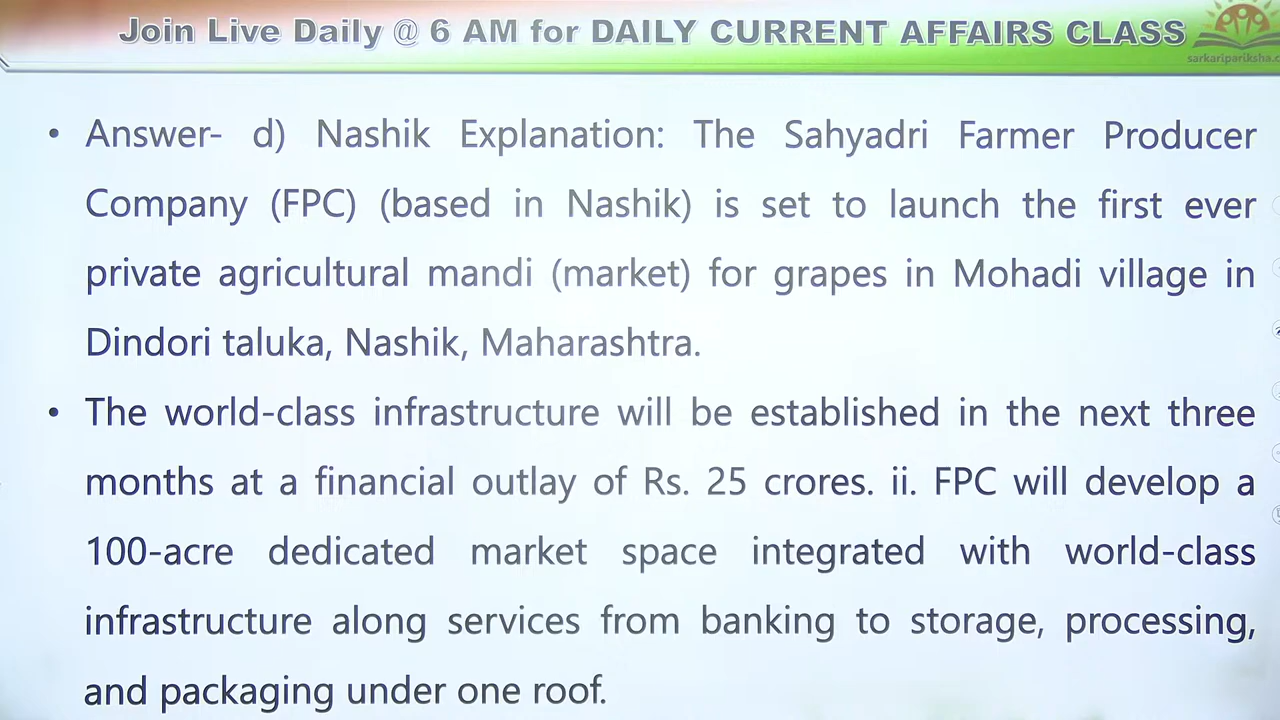 Join Live Daily @ 6 AM for DAILY CURRENT AFFAIRS CLASS
sarkaripariksha.c
• Answer- d) Nashik Explanation: The Sahyadri Farmer Producer
Company (FPC) (based in Nashik) is set to launch the first ever
private agricultural mandi (market) for grapes in Mohadi village in
Dindori taluka, Nashik, Maharashtra.
• The world-class infrastructure will be established in the next three
months at a financial outlay of Rs. 25 crores. ii. FPC will develop a
100-acre dedicated market space integrated with world-class
infrastructure along services from banking to storage, processing,
and packaging under one roof.